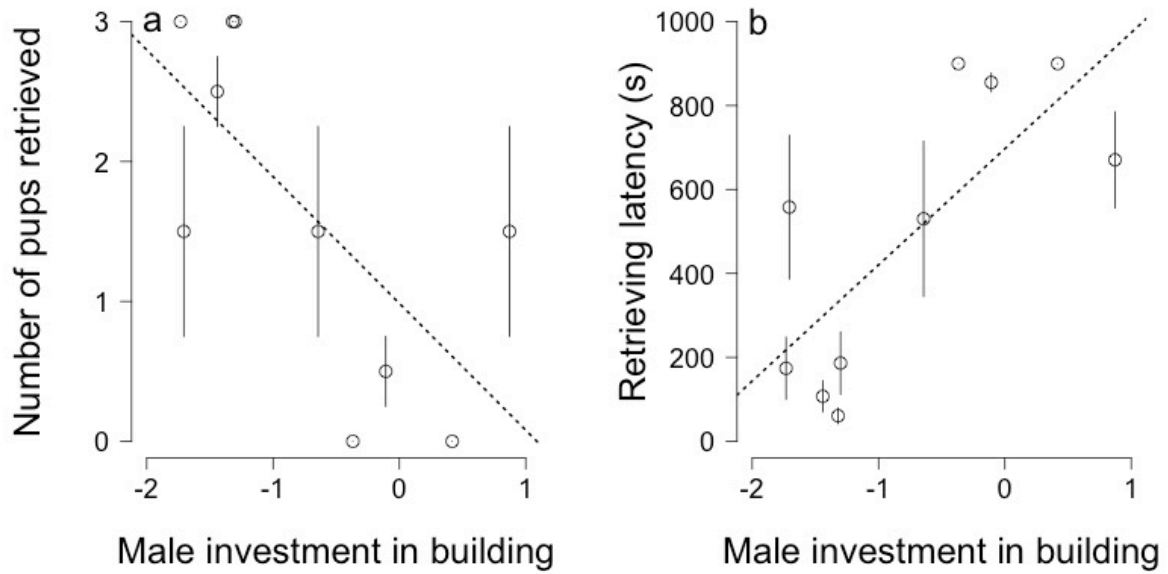 a
Number of pups retrieved
3
2
1
0
-2 -1 0 1
Male investment in building
b
Retrieving latency (s)
1000
800
600
400
200
0
-2 -1 0 1
Male investment in building